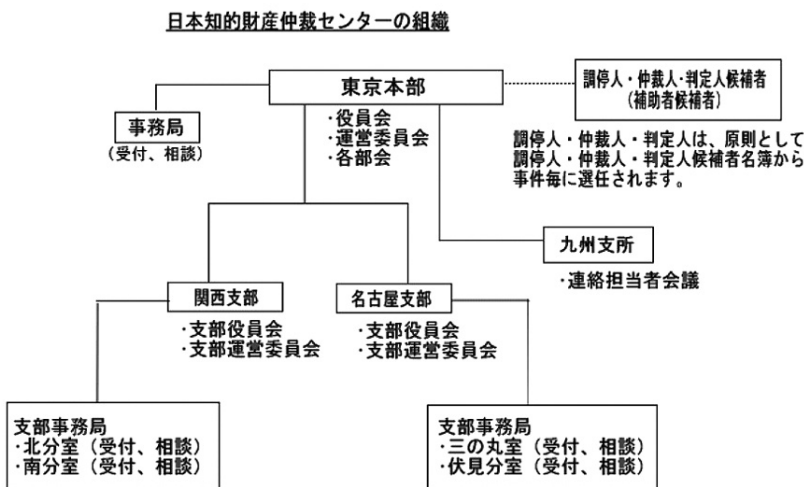 日本知的財産仲裁センターの組織
東京本部
・役員会
・運営委員会
・各部会
調停人・仲裁人・判定人候補者
(補助者候補者)
調停人・仲裁人・判定人は、原則として
調停人・仲裁人・判定人候補者名簿から
事件毎に選任されます。
事務局
(受付、相談)
九州支所
・連絡担当者会議
関西支部
・支部役員会
・支部運営委員会
名古屋支部
・支部役員会
・支部運営委員会
支部事務局
・北分室(受付、相談)
・南分室(受付、相談)
支部事務局
・三の丸室(受付、相談)
・伏見分室(受付、相談)